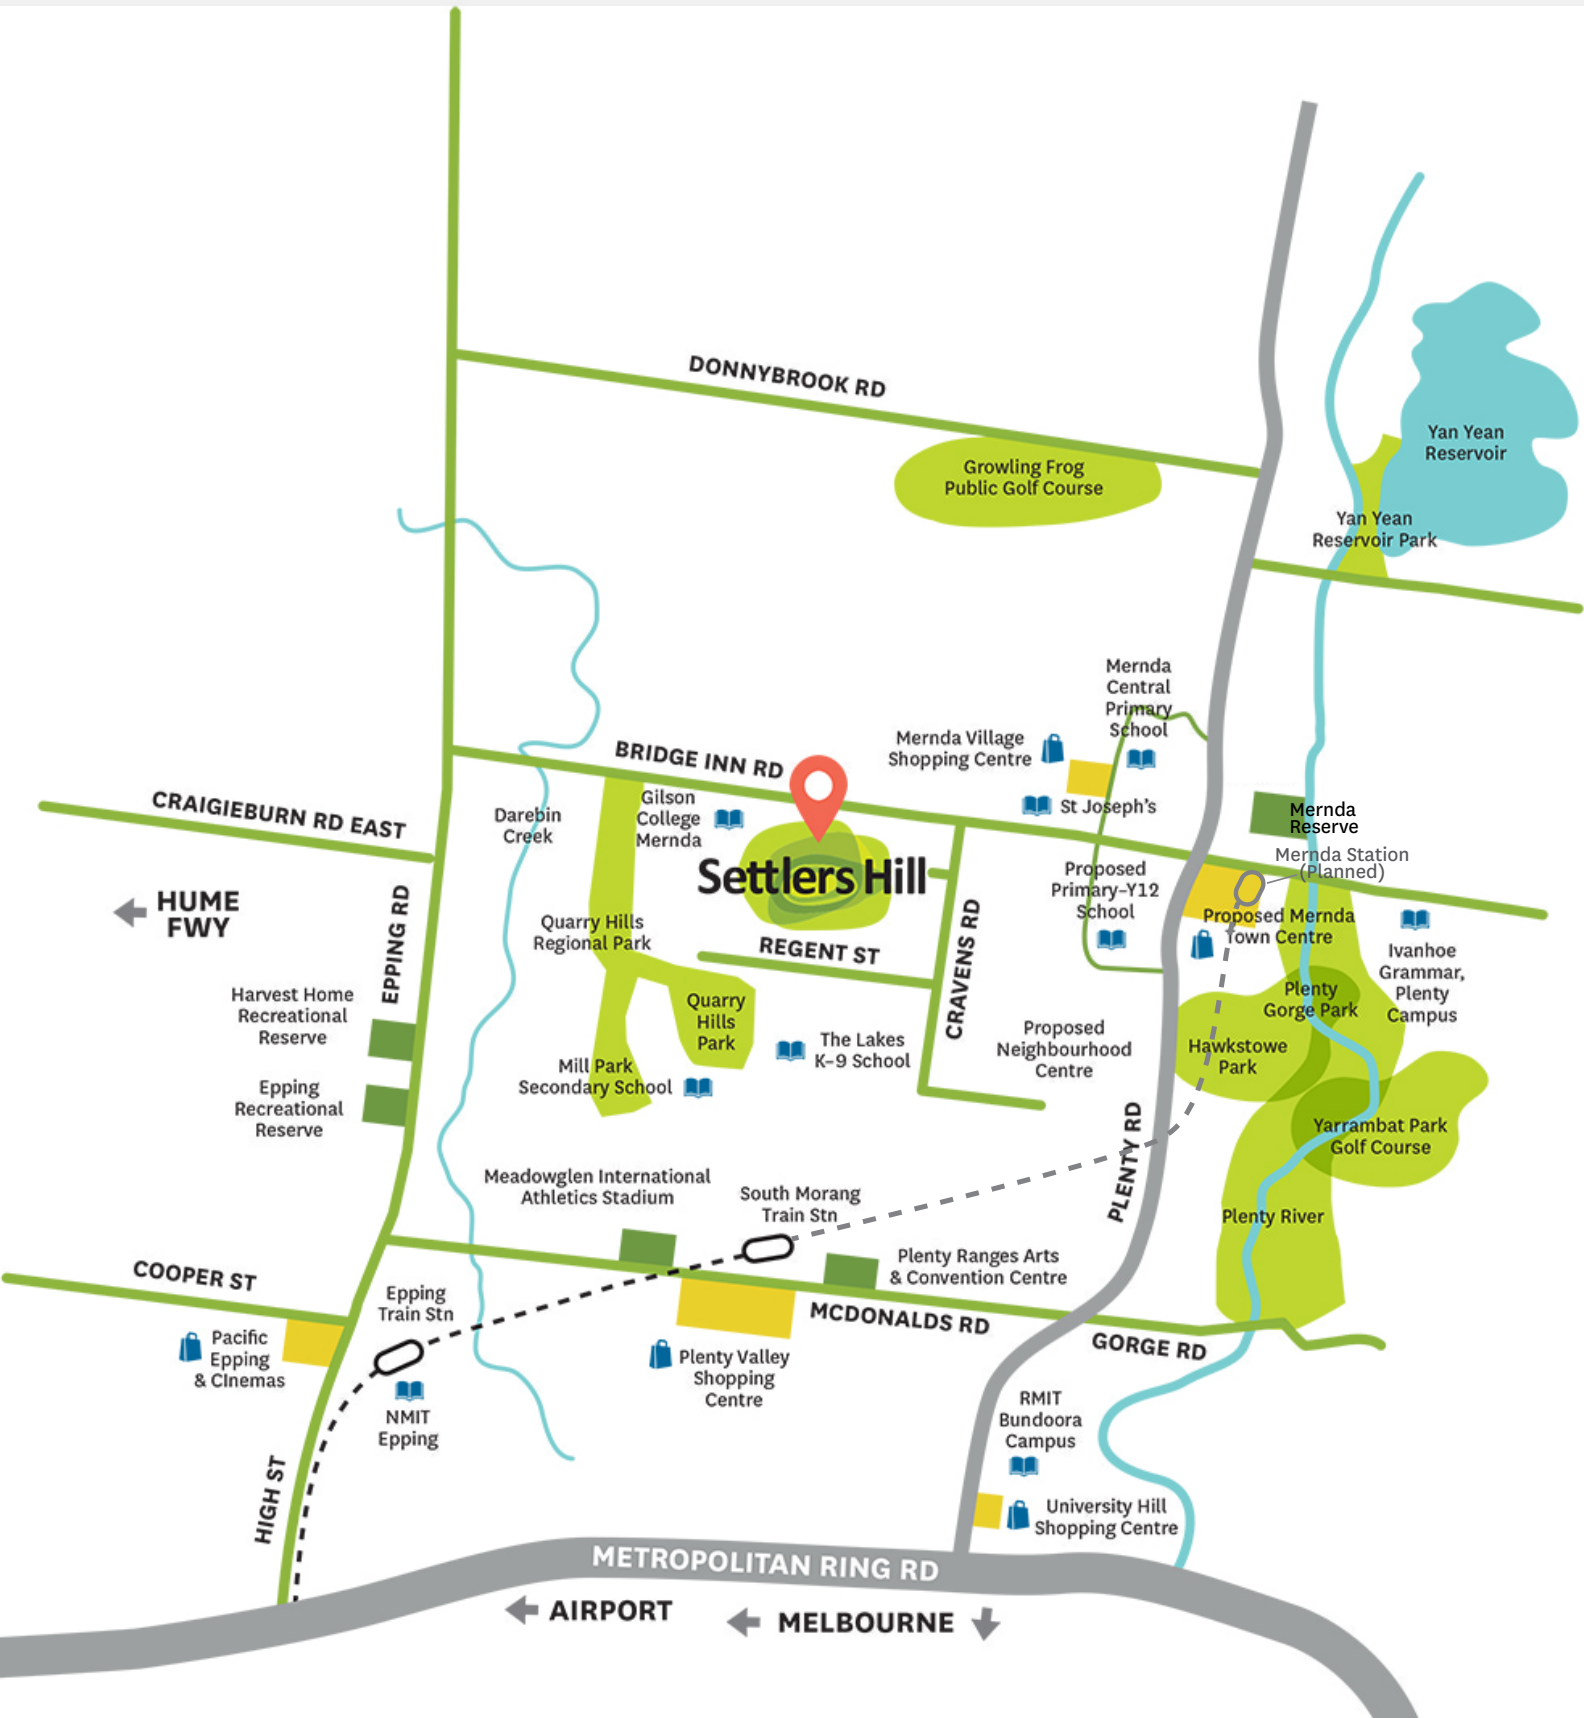 DONNYBROOK RD
Growling Frog
Public Golf Course
Yan Yean
Reservoir
Yan Yean
Reservoir Park
Mernda
Central
Primary
School
Mernda Village
Shopping Centre
St Joseph's
BRIDGE INN RD
CRAIGIEBURN RD EAST
Darebin
Creek
Gilson
College
Mernda
Settlers Hill
Mernda
Reserve
Mernda Station
(Planned)
Proposed
Primary–Y12
School
Proposed Mernda
Town Centre
Ivanhoe
Grammar,
Plenty
Campus
HUME
FWY
EPPING RD
Quarry Hills
Regional Park
REGENT ST
CRAVENS RD
Quarry
Hills
Park
Harvest Home
Recreational
Reserve
Epping
Recreational
Reserve
Mill Park
Secondary School
The Lakes
K–9 School
Proposed
Neighbourhood
Centre
Plenty
Gorge Park
Hawkstowe
Park
Yarrambat Park
Golf Course
PLENTY RD
Plenty River
Meadowglen International
Athletics Stadium
South Morang
Train Stn
Plenty Ranges Arts
& Convention Centre
COOPER ST
Epping
Train Stn
MCDONALDS RD
GORGE RD
Pacific
Epping
& CInemas
Plenty Valley
Shopping
Centre
NMIT
Epping
RMIT
Bundoora
Campus
HIGH ST
University Hill
Shopping Centre
METROPOLITAN RING RD
AIRPORT
MELBOURNE